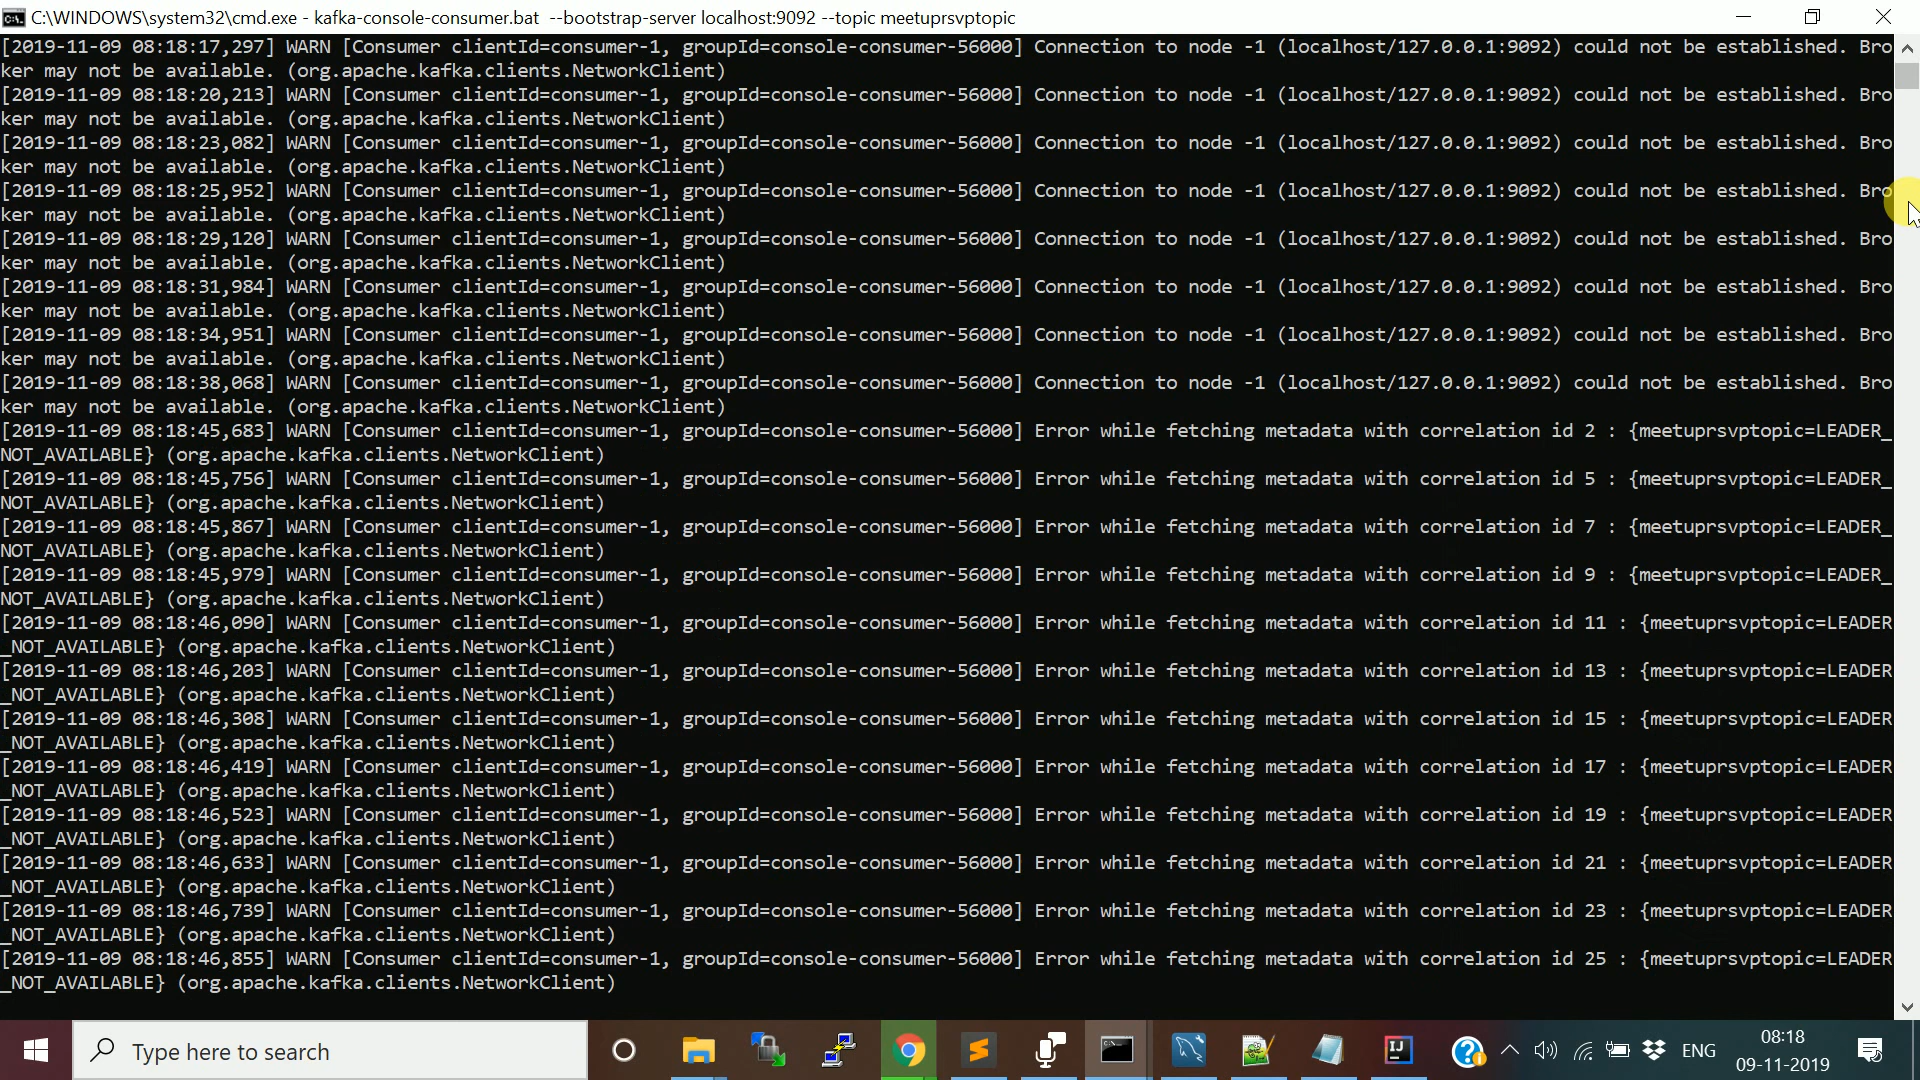 C:\WINDOWS\system32\cmd.exe - kafka-console-consumer.bat  --bootstrap-server localhost:9092 --topic meetuprsvptopic
[2019-11-09 08:18:17,297] WARN [Consumer clientId=consumer-1, groupId=console-consumer-56000] Connection to node -1 (localhost/127.0.0.1:9092) could not be established. Bro
ker may not be available. (org.apache.kafka.clients.NetworkClient)
[2019-11-09 08:18:20,213] WARN [Consumer clientId=consumer-1, groupId=console-consumer-56000] Connection to node -1 (localhost/127.0.0.1:9092) could not be established. Bro
ker may not be available. (org.apache.kafka.clients.NetworkClient)
[2019-11-09 08:18:23,082] WARN [Consumer clientId=consumer-1, groupId=console-consumer-56000] Connection to node -1 (localhost/127.0.0.1:9092) could not be established. Bro
ker may not be available. (org.apache.kafka.clients.NetworkClient)
[2019-11-09 08:18:25,952] WARN [Consumer clientId=consumer-1, groupId=console-consumer-56000] Connection to node -1 (localhost/127.0.0.1:9092) could not be established. Bro
ker may not be available. (org.apache.kafka.clients.NetworkClient)
[2019-11-09 08:18:29,120] WARN [Consumer clientId=consumer-1, groupId=console-consumer-56000] Connection to node -1 (localhost/127.0.0.1:9092) could not be established. Bro
ker may not be available. (org.apache.kafka.clients.NetworkClient)
[2019-11-09 08:18:31,984] WARN [Consumer clientId=consumer-1, groupId=console-consumer-56000] Connection to node -1 (localhost/127.0.0.1:9092) could not be established. Bro
ker may not be available. (org.apache.kafka.clients.NetworkClient)
[2019-11-09 08:18:34,951] WARN [Consumer clientId=consumer-1, groupId=console-consumer-56000] Connection to node -1 (localhost/127.0.0.1:9092) could not be established. Bro
ker may not be available. (org.apache.kafka.clients.NetworkClient)
[2019-11-09 08:18:38,068] WARN [Consumer clientId=consumer-1, groupId=console-consumer-56000] Connection to node -1 (localhost/127.0.0.1:9092) could not be established. Bro
ker may not be available. (org.apache.kafka.clients.NetworkClient)
[2019-11-09 08:18:45,683] WARN [Consumer clientId=consumer-1, groupId=console-consumer-56000] Error while fetching metadata with correlation id 2 : {meetuprsvptopic=LEADER_
NOT_AVAILABLE} (org.apache.kafka.clients.NetworkClient)
[2019-11-09 08:18:45,756] WARN [Consumer clientId=consumer-1, groupId=console-consumer-56000] Error while fetching metadata with correlation id 5 : {meetuprsvptopic=LEADER_
NOT_AVAILABLE} (org.apache.kafka.clients.NetworkClient)
[2019-11-09 08:18:45,867] WARN [Consumer clientId=consumer-1, groupId=console-consumer-56000] Error while fetching metadata with correlation id 7 : {meetuprsvptopic=LEADER_
NOT_AVAILABLE} (org.apache.kafka.clients.NetworkClient)
[2019-11-09 08:18:45,979] WARN [Consumer clientId=consumer-1, groupId=console-consumer-56000] Error while fetching metadata with correlation id 9 : {meetuprsvptopic=LEADER_
NOT_AVAILABLE} (org.apache.kafka.clients.NetworkClient)
[2019-11-09 08:18:46,090] WARN [Consumer clientId=consumer-1, groupId=console-consumer-56000] Error while fetching metadata with correlation id 11 : {meetuprsvptopic=LEADER
_NOT_AVAILABLE} (org.apache.kafka.clients.NetworkClient)
[2019-11-09 08:18:46,203] WARN [Consumer clientId=consumer-1, groupId=console-consumer-56000] Error while fetching metadata with correlation id 13 : {meetuprsvptopic=LEADER
_NOT_AVAILABLE} (org.apache.kafka.clients.NetworkClient)
[2019-11-09 08:18:46,308] WARN [Consumer clientId=consumer-1, groupId=console-consumer-56000] Error while fetching metadata with correlation id 15 : {meetuprsvptopic=LEADER
_NOT_AVAILABLE} (org.apache.kafka.clients.NetworkClient)
[2019-11-09 08:18:46,419] WARN [Consumer clientId=consumer-1, groupId=console-consumer-56000] Error while fetching metadata with correlation id 17 : {meetuprsvptopic=LEADER
_NOT_AVAILABLE} (org.apache.kafka.clients.NetworkClient)
[2019-11-09 08:18:46,523] WARN [Consumer clientId=consumer-1, groupId=console-consumer-56000] Error while fetching metadata with correlation id 19 : {meetuprsvptopic=LEADER
_NOT_AVAILABLE} (org.apache.kafka.clients.NetworkClient)
[2019-11-09 08:18:46,633] WARN [Consumer clientId=consumer-1, groupId=console-consumer-56000] Error while fetching metadata with correlation id 21 : {meetuprsvptopic=LEADER
_NOT_AVAILABLE} (org.apache.kafka.clients.NetworkClient)
[2019-11-09 08:18:46,739] WARN [Consumer clientId=consumer-1, groupId=console-consumer-56000] Error while fetching metadata with correlation id 23 : {meetuprsvptopic=LEADER
_NOT_AVAILABLE} (org.apache.kafka.clients.NetworkClient)
[2019-11-09 08:18:46,855] WARN [Consumer clientId=consumer-1, groupId=console-consumer-56000] Error while fetching metadata with correlation id 25 : {meetuprsvptopic=LEADER
_NOT_AVAILABLE} (org.apache.kafka.clients.NetworkClient)
Type here to search
ENG
08:18
09-11-2019